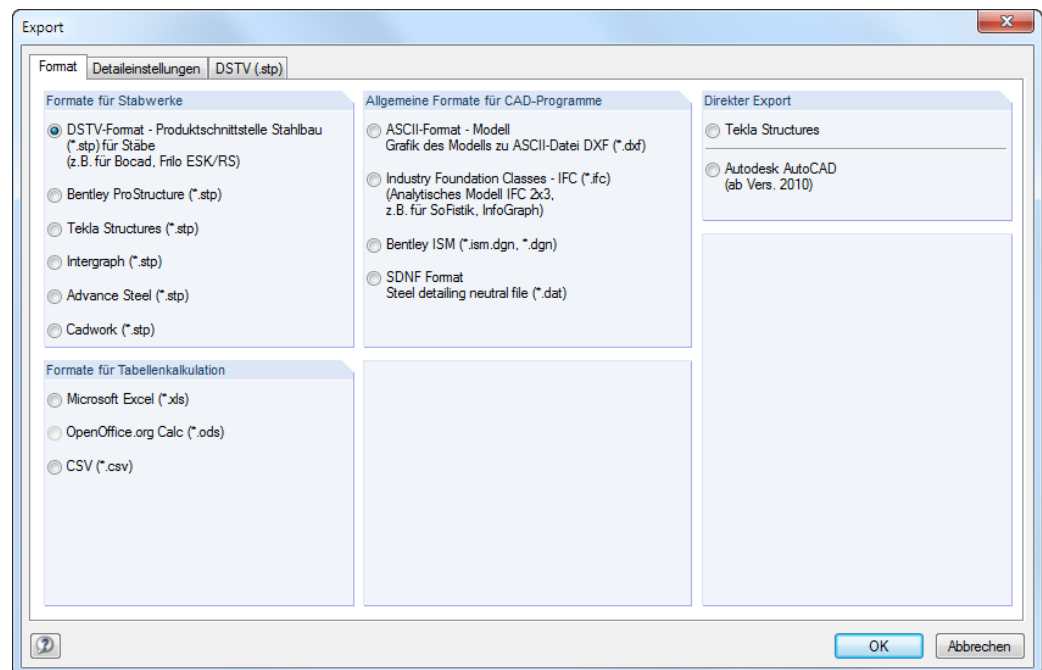 Export
Format
Detaileinstellungen
DSTV (.stp)
Formate für Stabwerke
DSTV-Format - Produktschnittstelle Stahlbau
(*.stp) für Stäbe
(z.B. für Bocad, Frilo ESK/RS)
Bentley ProStructure (*.stp)
Tekla Structures (*.stp)
Intergraph (*.stp)
Advance Steel (*.stp)
Cadwork (*.stp)
Formate für Tabellenkalkulation
Microsoft Excel (*.xls)
OpenOffice.org Calc (*.ods)
CSV (*.csv)
Allgemeine Formate für CAD-Programme
ASCII-Format - Modell
Grafik des Modells zu ASCII-Datei DXF (*.dxf)
Industry Foundation Classes - IFC (*.ifc)
(Analytisches Modell IFC 2x3,
z.B. für SoFistik, InfoGraph)
Bentley ISM (*.ism.dgn, *.dgn)
SDNF Format
Steel detailing neutral file (*.dat)
Direkter Export
Tekla Structures
Autodesk AutoCAD
(ab Vers. 2010)
OK
Abbrechen